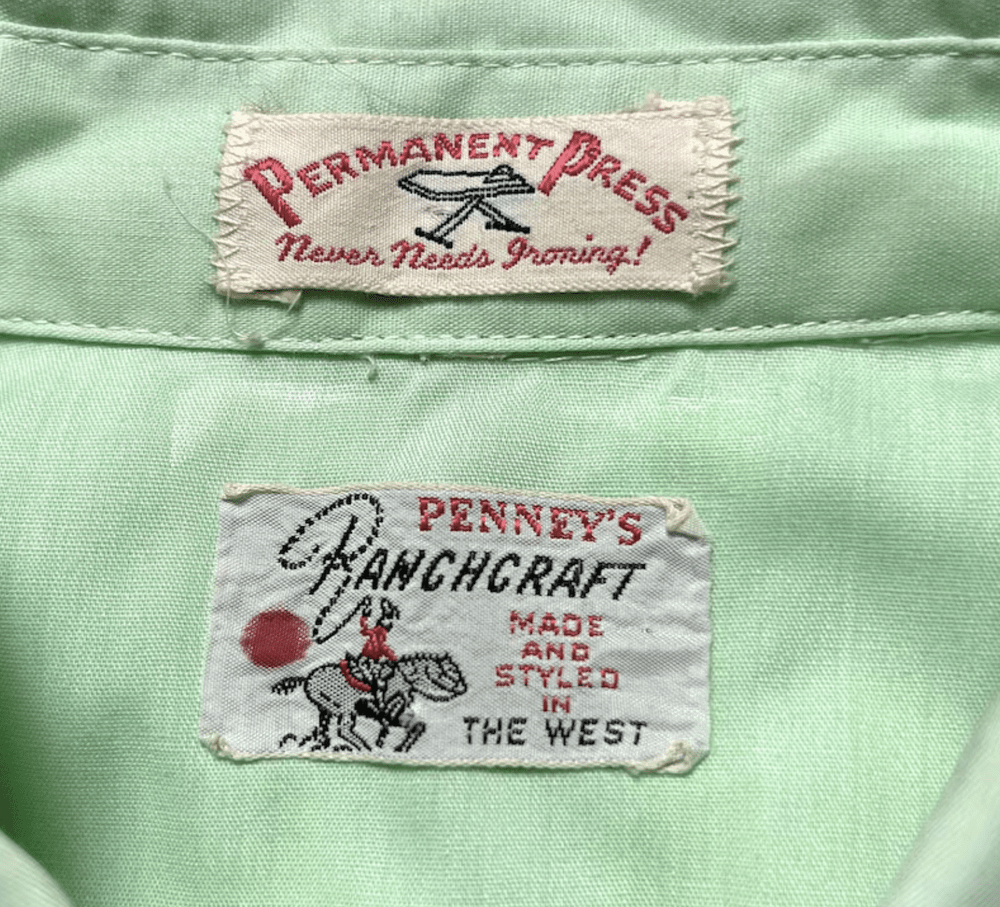 PERMANENT PRESS
Never Needs Ironing!
PENNEY'S
RANCHCRAFT
MADE
AND
STYLED
IN
THE WEST